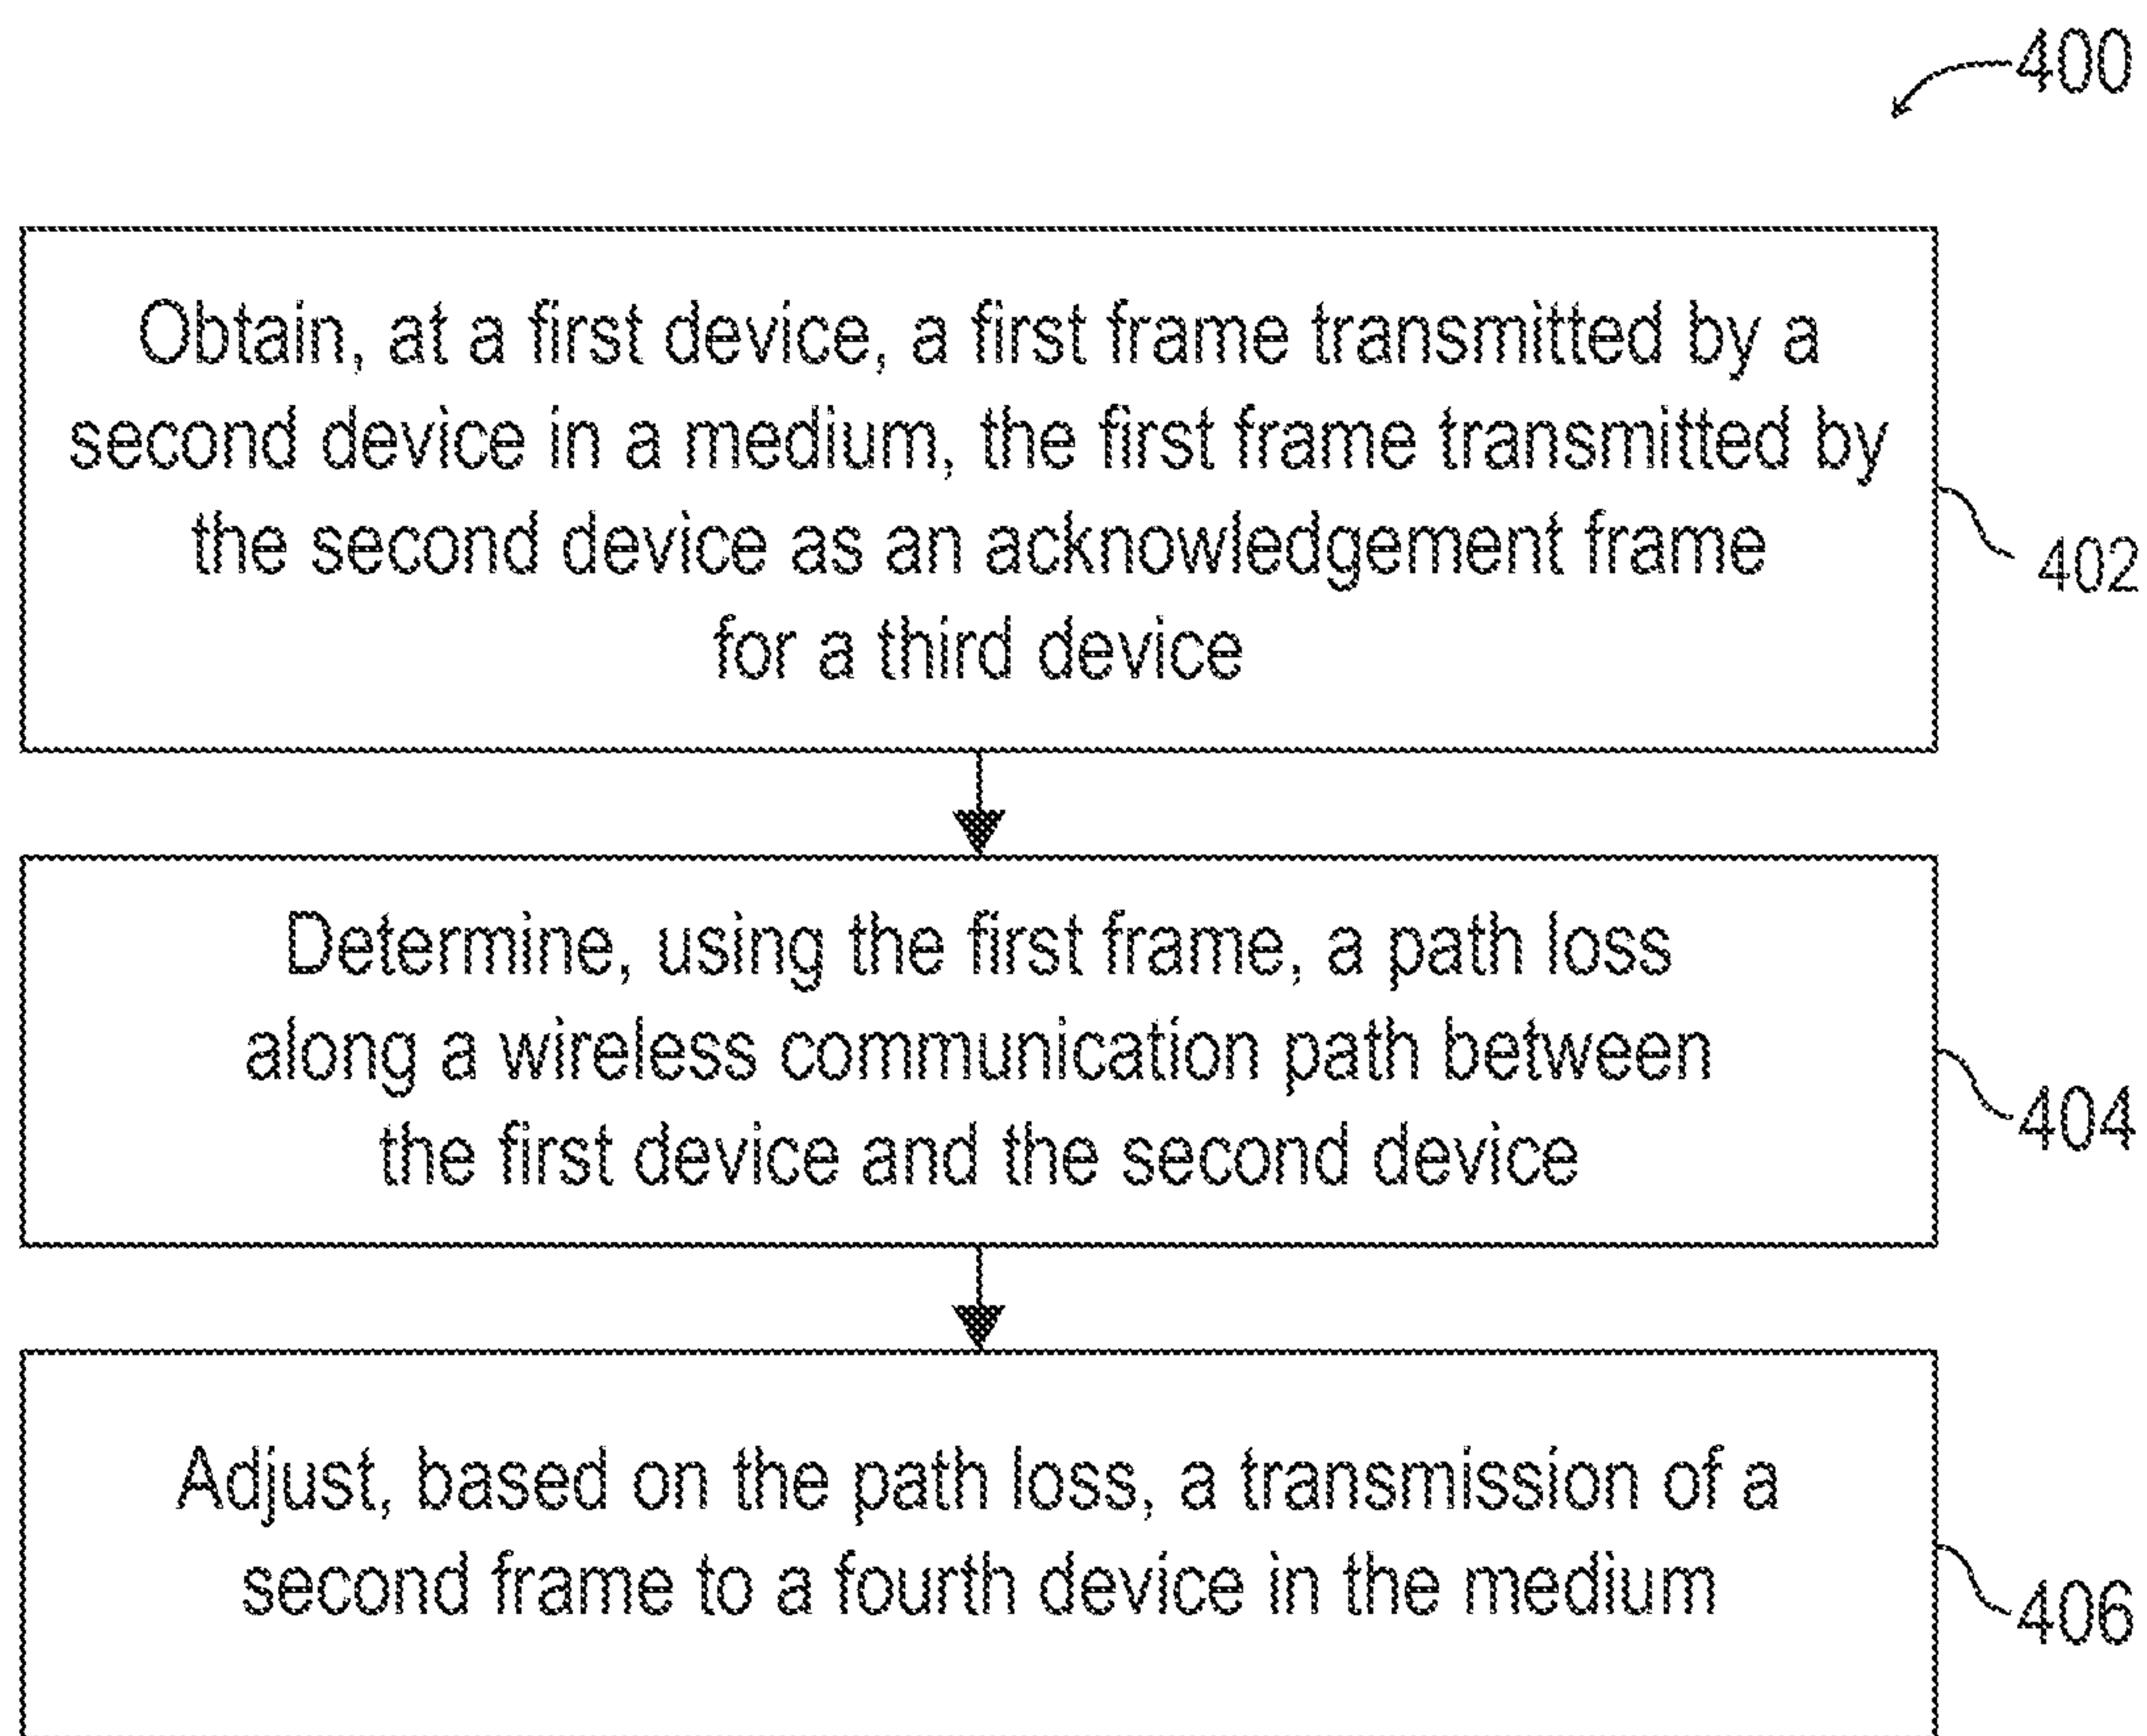 400
Obtain, at a first device, a first frame transmitted by a
second device in a medium, the first frame transmitted by
the second device as an acknowledgement frame
for a third device
402
Determine, using the first frame, a path loss
along a wireless communication path between
the first device and the second device
404
Adjust, based on the path loss, a transmission of a
second frame to a fourth device in the medium
406